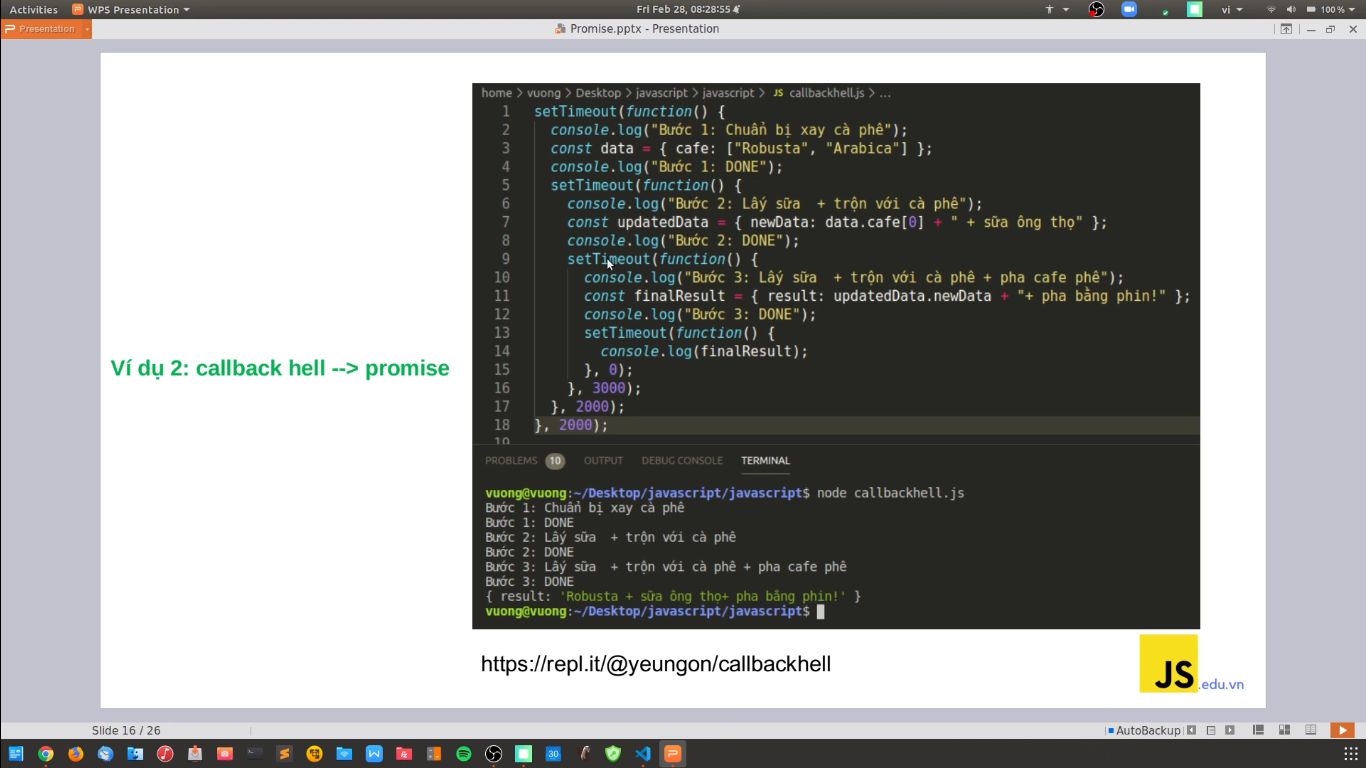 Activities WPS Presentation Fri Feb 28, 08:28:55 vi 100 %
Presentation Promise.pptx - Presentation
home > vuong > Desktop > javascript > javascript > JS callbackhell.js > ...
1 setTimeout(function() {
2 console.log("Bước 1: Chuẩn bị xay cà phê");
3 const data = { cafe: ["Robusta", "Arabica"] };
4 console.log("Bước 1: DONE");
5 setTimeout(function() {
6 console.log("Bước 2: Lấy sữa  + trộn với cà phê");
7 const updatedData = { newData: data.cafe[0] + " + sữa ông thọ" };
8 console.log("Bước 2: DONE");
9 setTimeout(function() {
10 console.log("Bước 3: Lấy sữa  + trộn với cà phê + pha cafe phê");
11 const finalResult = { result: updatedData.newData + "+ pha bằng phin!" };
12 console.log("Bước 3: DONE");
13 setTimeout(function() {
14 console.log(finalResult);
15 }, 0);
16 }, 3000);
17 }, 2000);
18 }, 2000);
19
Ví dụ 2: callback hell --> promise
PROBLEMS 10 OUTPUT DEBUG CONSOLE TERMINAL
vuong@vuong:~/Desktop/javascript/javascript$ node callbackhell.js
Bước 1: Chuẩn bị xay cà phê
Bước 1: DONE
Bước 2: Lấy sữa  + trộn với cà phê
Bước 2: DONE
Bước 3: Lấy sữa  + trộn với cà phê + pha cafe phê
Bước 3: DONE
{ result: 'Robusta + sữa ông thọ+ pha bằng phin!' }
vuong@vuong:~/Desktop/javascript/javascript$
https://repl.it/@yeungon/callbackhell
JS.edu.vn
Slide 16 / 26 AutoBackup
30